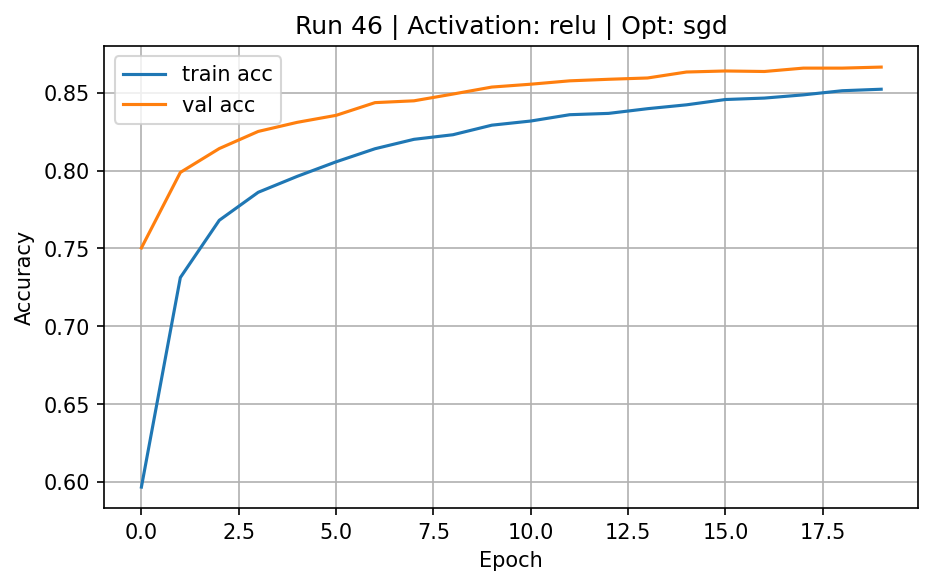 Run 46 | Activation: relu | Opt: sgd
train acc
val acc
Accuracy
0.85
0.80
0.75
0.70
0.65
0.60
0.0 2.5 5.0 7.5 10.0 12.5 15.0 17.5
Epoch